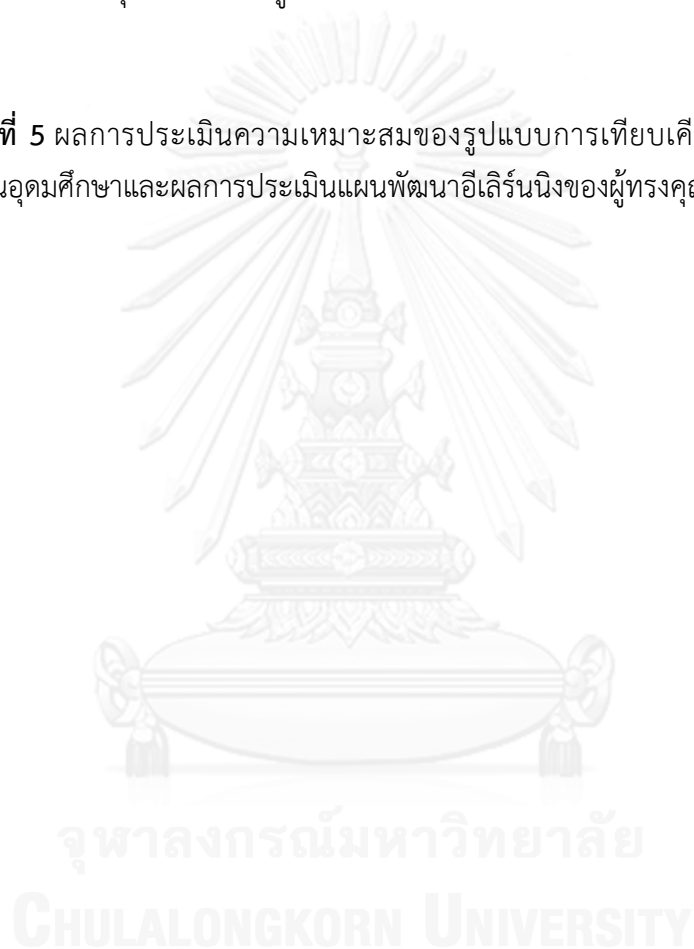 ที่ 5 ผลการประเมินความเหมาะสมของรูปแบบการเทียบเคี
นอุดมศึกษาและผลการประเมินแผนพัฒนาอีเลิร์นนิงของผู้ทรงคุ
จุฬาลงกรณ์มหาวิทยาลัย
CHULALONGKORN UNIVERSITY